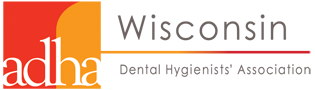 adha
Wisconsin
Dental Hygienists' Association